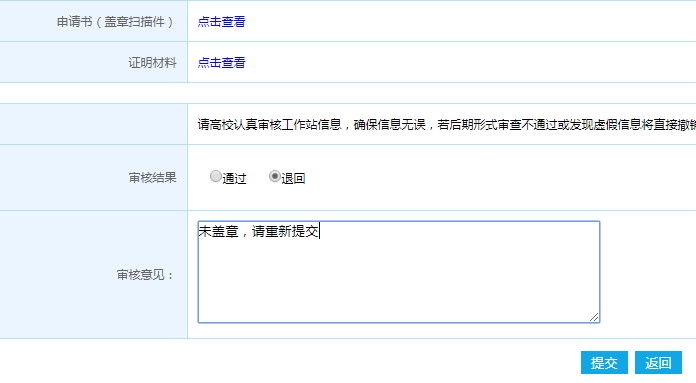 申请书（盖章扫描件） 点击查看
证明材料 点击查看
请高校认真审核工作站信息，确保信息无误，若后期形式审查不通过或发现虚假信息将直接撤销
审核结果 通过 退回
未盖章，请重新提交
审核意见：
提交 返回